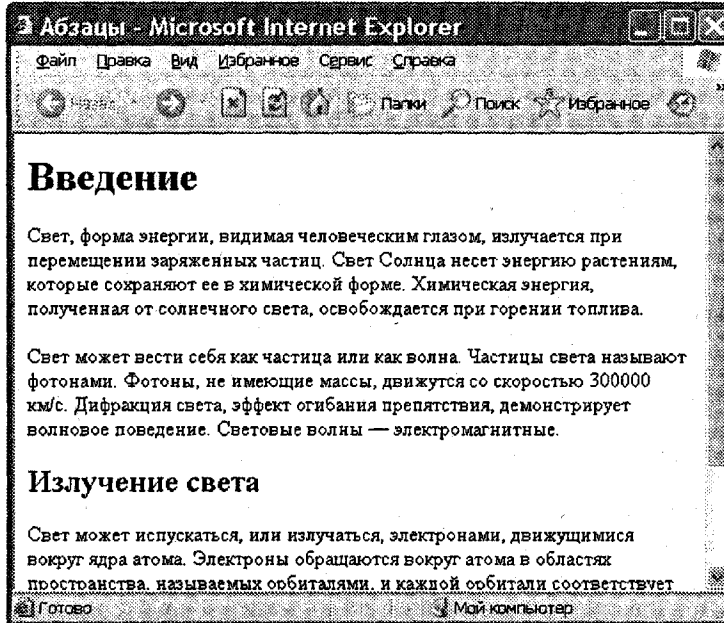 Абзацы - Microsoft Internet Explorer
Файл Правка Вид Избранное Сервис Справка
Назад Папки Поиск Избранное »
Введение
Свет, форма энергии, видимая человеческим глазом, излучается при
перемещении заряженных частиц. Свет Солнца несет энергию растениям,
которые сохраняют ее в химической форме. Химическая энергия,
полученная от солнечного света, освобождается при горении топлива.
Свет может вести себя как частица или как волна. Частицы света называют
фотонами. Фотоны, не имеющие массы, движутся со скоростью 300000
км/с. Дифракция света, эффект огибания препятствия, демонстрирует
волновое поведение. Световые волны — электромагнитные.
Излучение света
Свет может испускаться, или излучаться, электронами, движущимися
вокруг ядра атома. Электроны обращаются вокруг атома в областях
пространства, называемых орбиталями, и каждой орбитали соответствует
Готово Мой компьютер